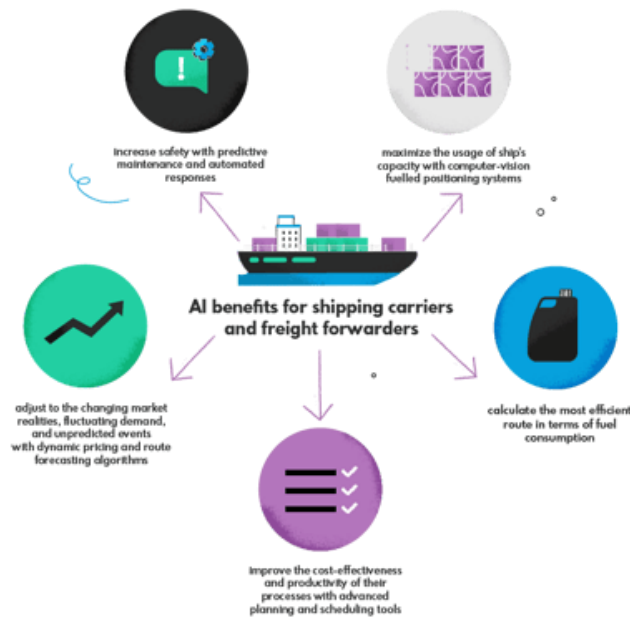 increase safety with predictive
maintenance and automated
responses
maximize the usage of ship's
capacity with computer-vision
fuelled positioning systems
AI benefits for shipping carriers
and freight forwarders
adjust to the changing market
realities, fluctuating demand,
and unpredicted events
with dynamic pricing and route
forecasting algorithms
calculate the most efficient
route in terms of fuel
consumption
improve the cost-effectiveness
and productivity of their
processes with advanced
planning and scheduling tools